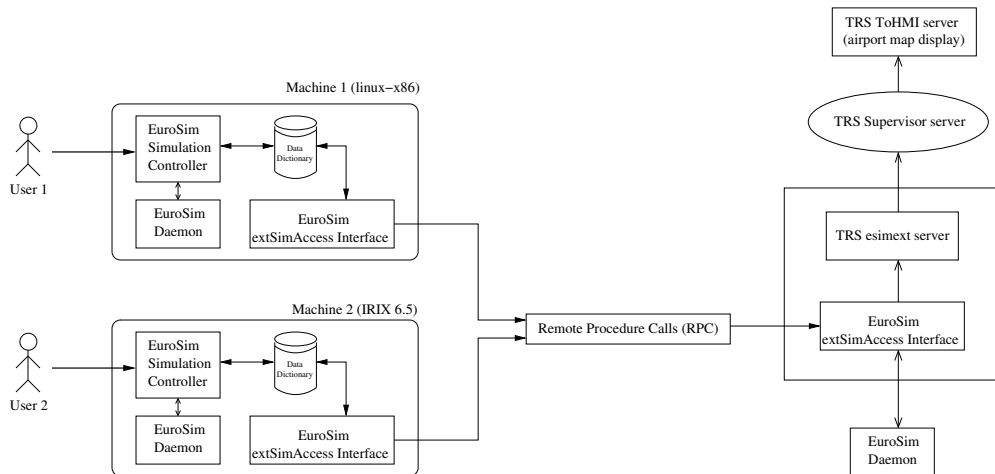 TRS ToHMI server
(airport map display)
Machine 1 (linux−x86)
EuroSim
Simulation
Controller
Data
Dictionary
TRS Supervisor server
User 1
EuroSim
Daemon
EuroSim
extSimAccess Interface
TRS esimext server
Machine 2 (IRIX 6.5)
Remote Procedure Calls (RPC)
EuroSim
extSimAccess Interface
EuroSim
Simulation
Controller
Data
Dictionary
User 2
EuroSim
Daemon
EuroSim
extSimAccess Interface
EuroSim
Daemon